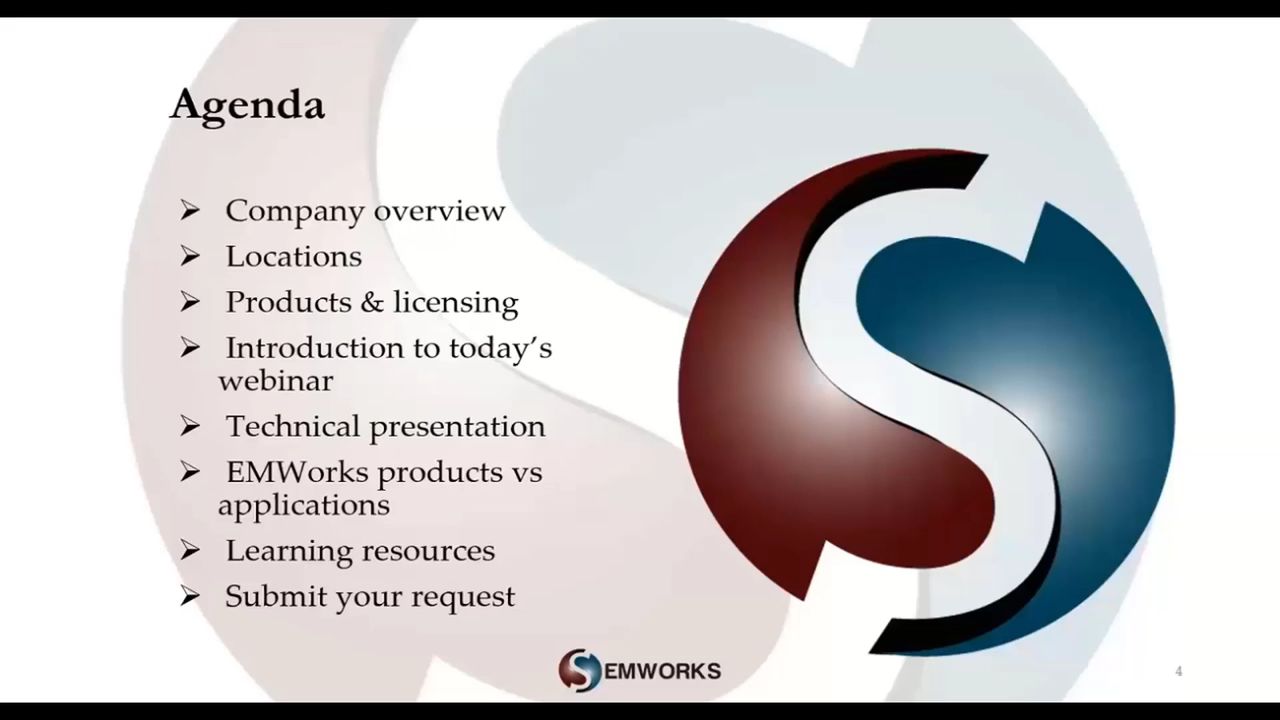 Agenda
➢ Company overview
➢ Locations
➢ Products & licensing
➢ Introduction to today’s
webinar
➢ Technical presentation
➢ EMWorks products vs
applications
➢ Learning resources
➢ Submit your request
EMWORKS
4